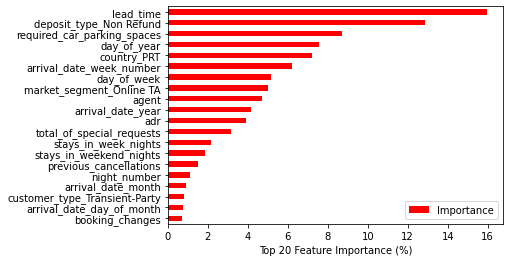 lead_time
deposit_type_Non Refund
required_car_parking_spaces
day_of_year
country_PRT
arrival_date_week_number
day_of_week
market_segment_Online TA
agent
arrival_date_year
adr
total_of_special_requests
stays_in_week_nights
stays_in_weekend_nights
previous_cancellations
night_number
arrival_date_month
customer_type_Transient-Party
arrival_date_day_of_month
booking_changes
Importance
0 2 4 6 8 10 12 14 16
Top 20 Feature Importance (%)